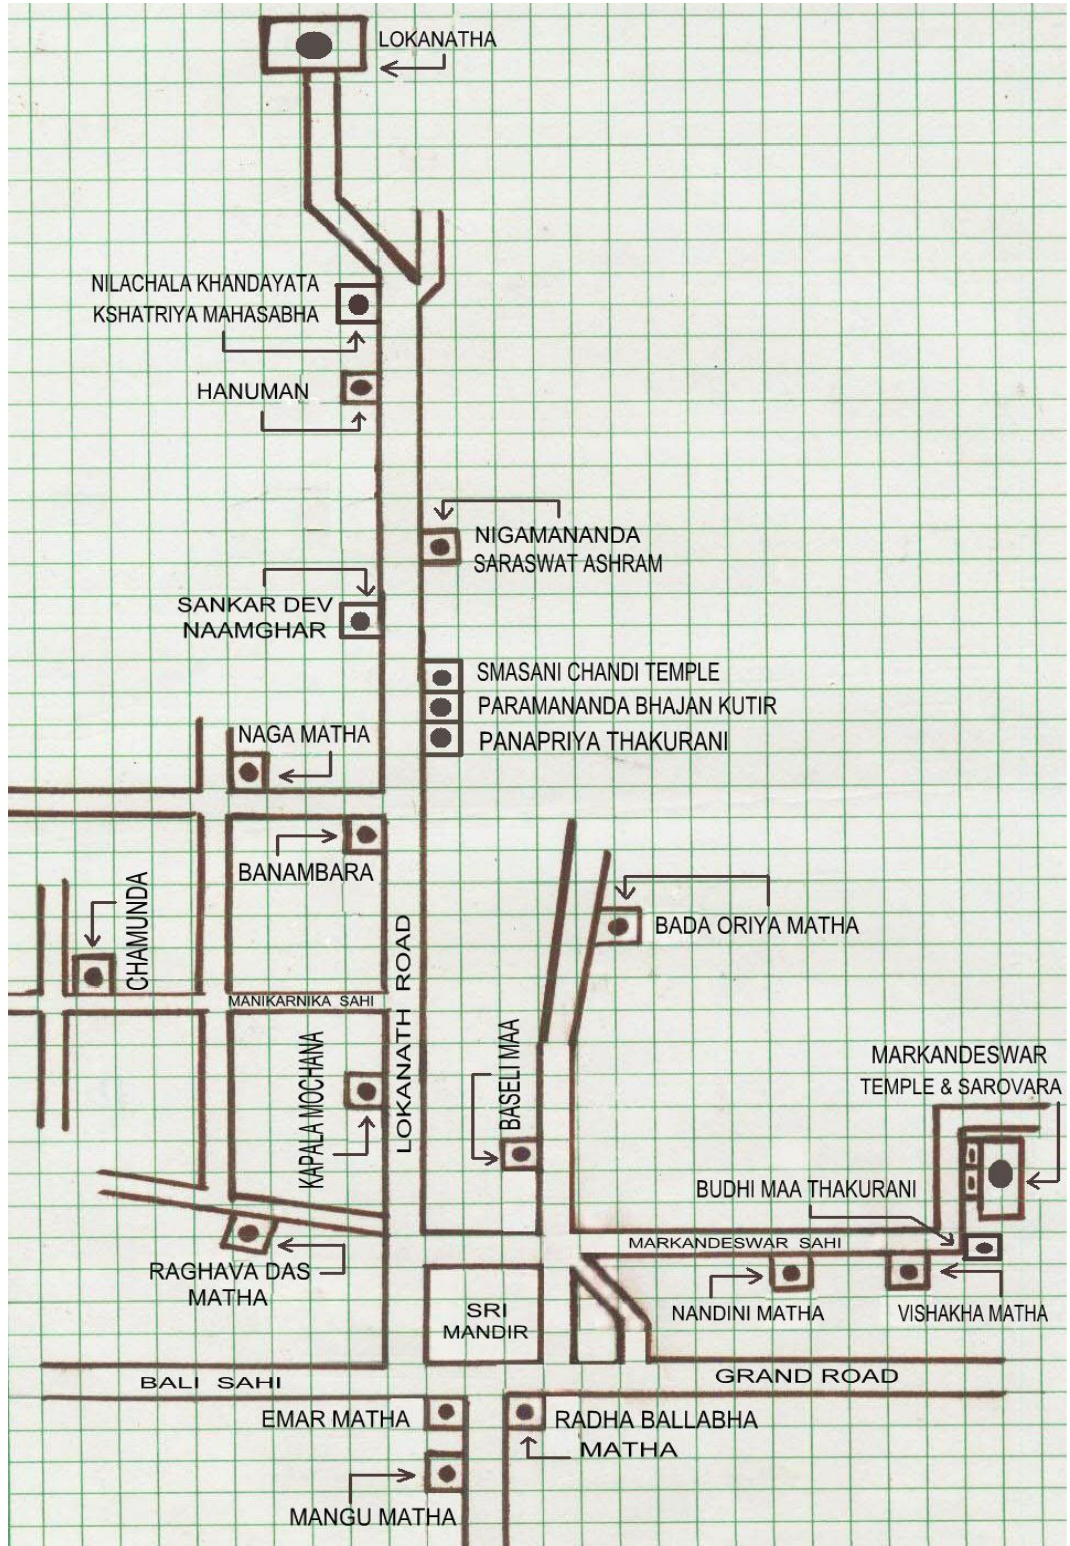 LOKANATHA
NILACHALA KHANDAYATA
KSHATRIYA MAHASABHA
HANUMAN
NIGAMANANDA
SARASWAT ASHRAM
SANKAR DEV
NAAMGHAR
SMASANI CHANDI TEMPLE
PARAMANANDA BHAJAN KUTIR
PANAPRIYA THAKURANI
NAGA MATHA
BANAMBARA
CHAMUNDA
BADA ORIYA MATHA
LOKANATH ROAD
MANIKARNIKA SAHI
KAPALA MOCHANA
BASELI MAA
MARKANDESWAR
TEMPLE & SAROVARA
BUDHI MAA THAKURANI
MARKANDESWAR SAHI
RAGHAVA DAS
MATHA
SRI
MANDIR
NANDINI MATHA
VISHAKHA MATHA
BALI SAHI
GRAND ROAD
EMAR MATHA
RADHA BALLABHA
MATHA
MANGU MATHA